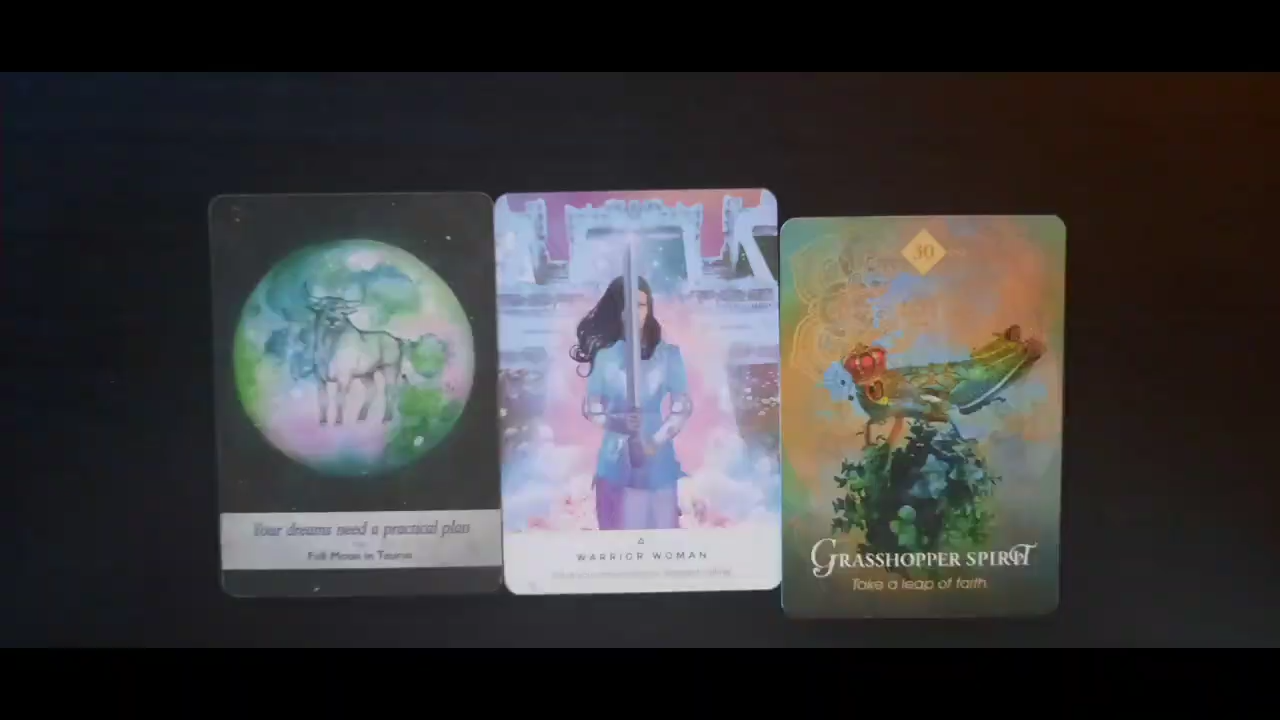 Your dreams need a practical plan
Full Moon in Taurus
WARRIOR WOMAN
30
GRASSHOPPER SPIRIT
Take a leap of faith.